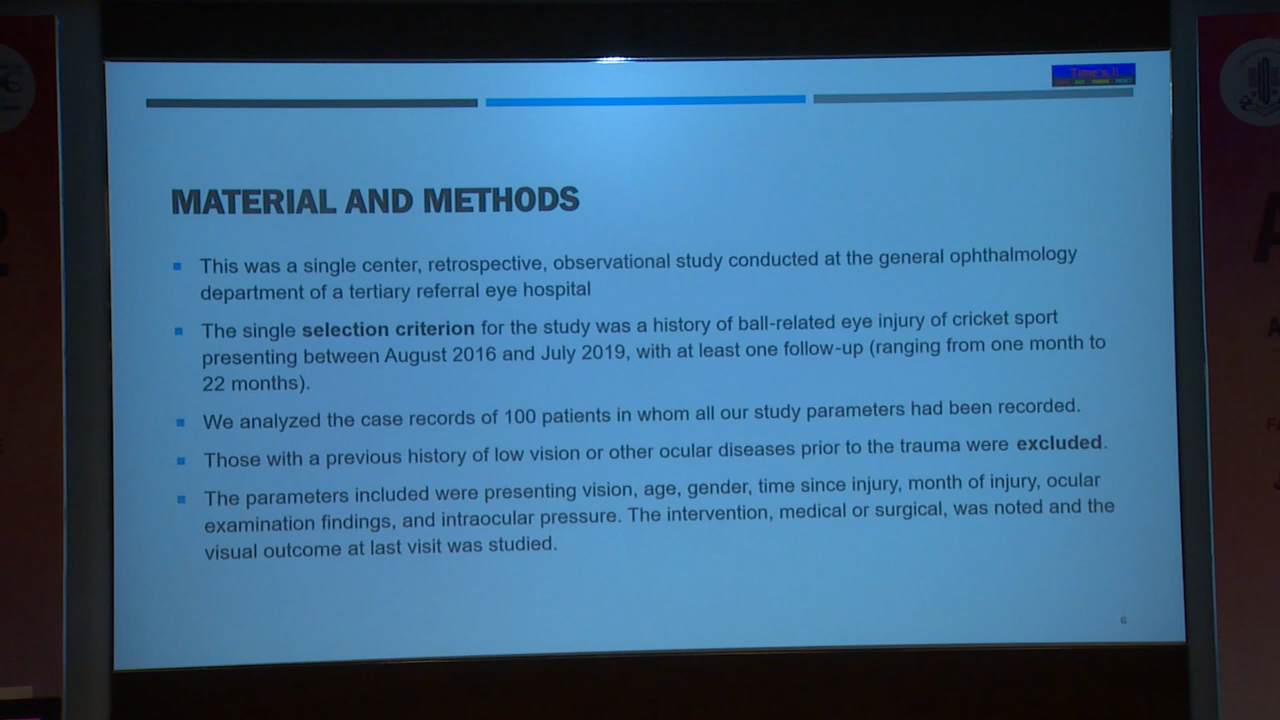 Time's
MATERIAL AND METHODS
This was a single center, retrospective, observational study conducted at the general ophthalmology
department of a tertiary referral eye hospital
The single selection criterion for the study was a history of ball-related eye injury of cricket sport
presenting between August 2016 and July 2019, with at least one follow-up (ranging from one month to
22 months).
We analyzed the case records of 100 patients in whom all our study parameters had been recorded.
Those with a previous history of low vision or other ocular diseases prior to the trauma were excluded.
The parameters included were presenting vision, age, gender, time since injury, month of injury, ocular
examination findings, and intraocular pressure. The intervention, medical or surgical, was noted and the
visual outcome at last visit was studied.
6